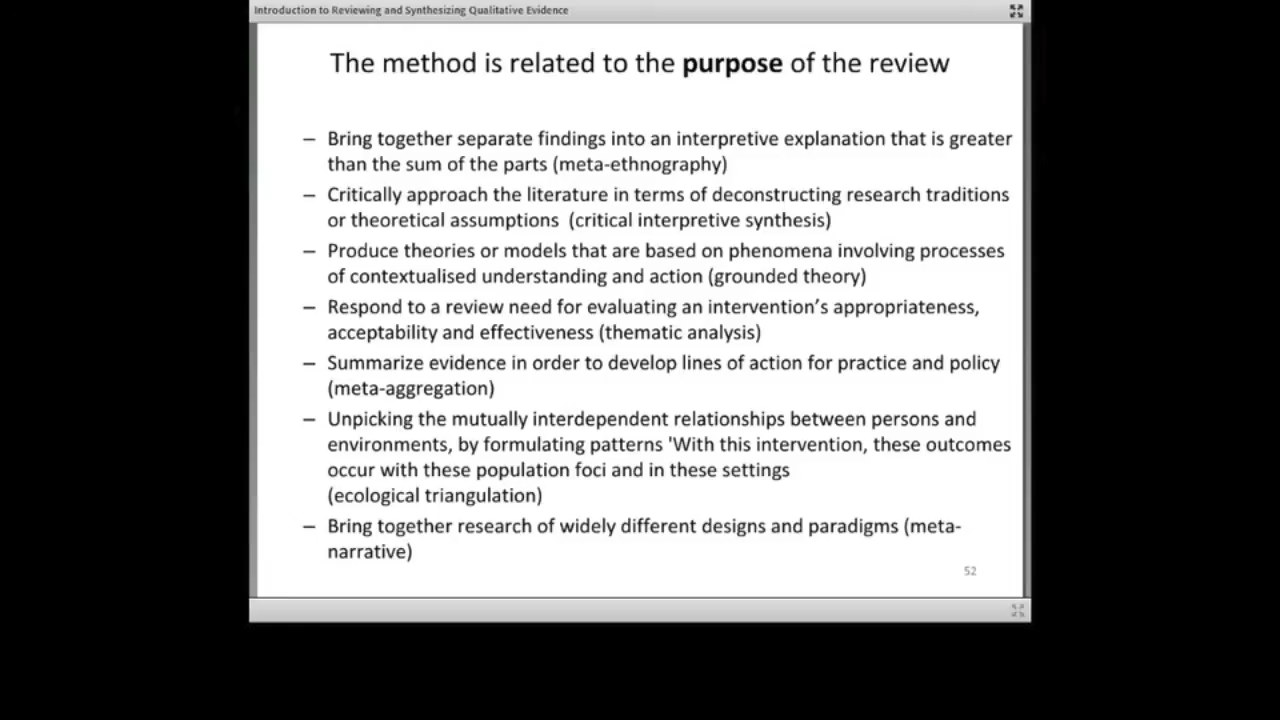 Introduction to Reviewing and Synthesizing Qualitative Evidence
The method is related to the purpose of the review
– Bring together separate findings into an interpretive explanation that is greater
than the sum of the parts (meta-ethnography)
– Critically approach the literature in terms of deconstructing research traditions
or theoretical assumptions  (critical interpretive synthesis)
– Produce theories or models that are based on phenomena involving processes
of contextualised understanding and action (grounded theory)
– Respond to a review need for evaluating an intervention’s appropriateness,
acceptability and effectiveness (thematic analysis)
– Summarize evidence in order to develop lines of action for practice and policy
(meta-aggregation)
– Unpicking the mutually interdependent relationships between persons and
environments, by formulating patterns 'With this intervention, these outcomes
occur with these population foci and in these settings
(ecological triangulation)
– Bring together research of widely different designs and paradigms (meta-
narrative)
52